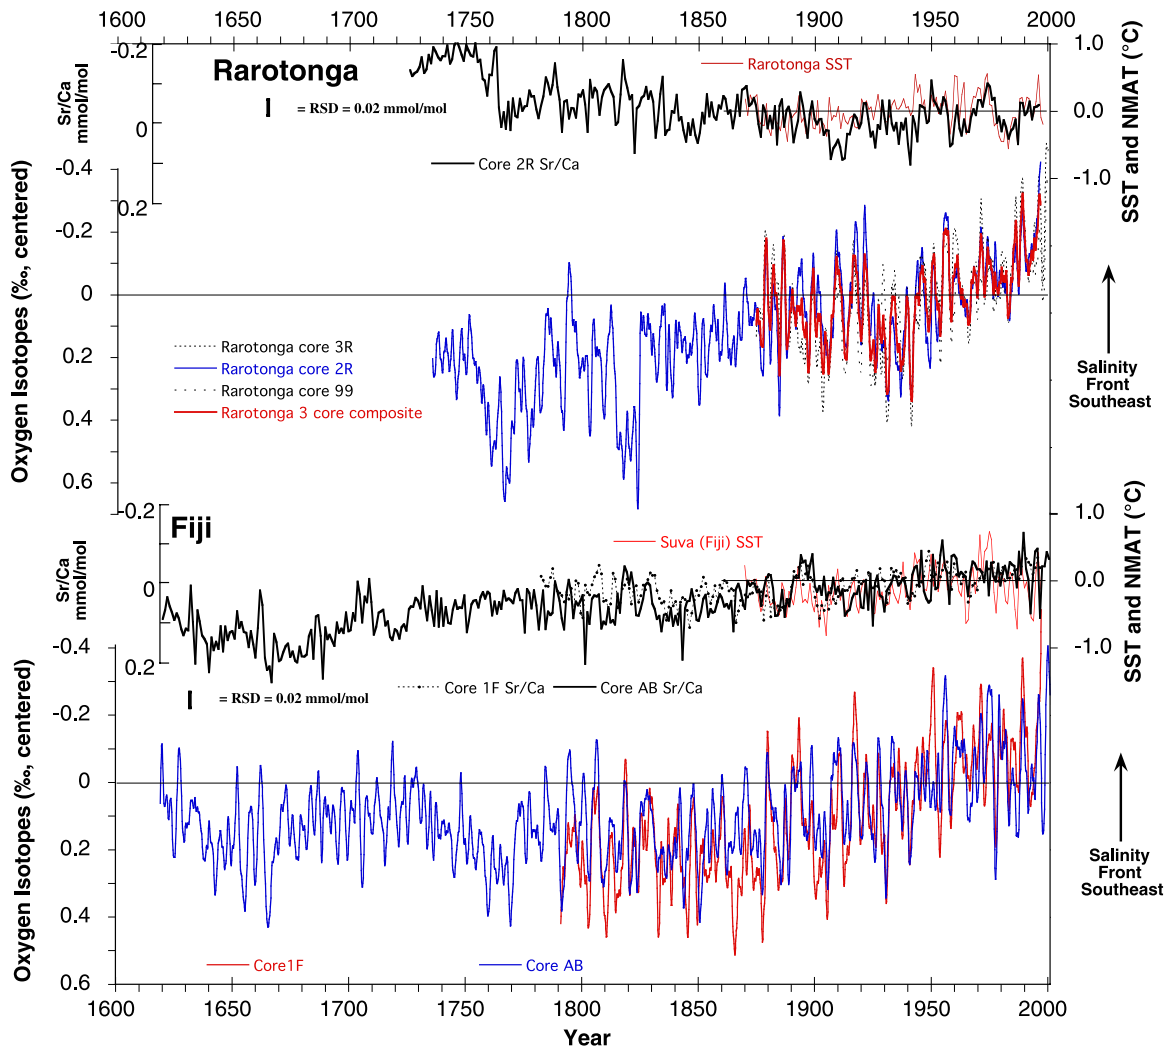 1600 1650 1700 1750 1800 1850 1900 1950 2000
-0.2
0
0.2
Sr/Ca
mmol/mol
Rarotonga
= RSD = 0.02 mmol/mol
Rarotonga SST
Core 2R Sr/Ca
1.0
0.0
-1.0
SST and NMAT (°C)
-0.4
-0.2
0
0.2
0.4
0.6
Oxygen Isotopes (‰, centered)
Rarotonga core 3R
Rarotonga core 2R
Rarotonga core 99
Rarotonga 3 core composite
Salinity
Front
Southeast
-0.2
0
0.2
Sr/Ca
mmol/mol
Fiji
Suva (Fiji) SST
1.0
0.0
-1.0
SST and NMAT (°C)
Core 1F Sr/Ca
Core AB Sr/Ca
= RSD = 0.02 mmol/mol
-0.4
-0.2
0
0.2
0.4
0.6
Oxygen Isotopes (‰, centered)
Salinity
Front
Southeast
Core1F
Core AB
1600 1650 1700 1750 1800 1850 1900 1950 2000
Year